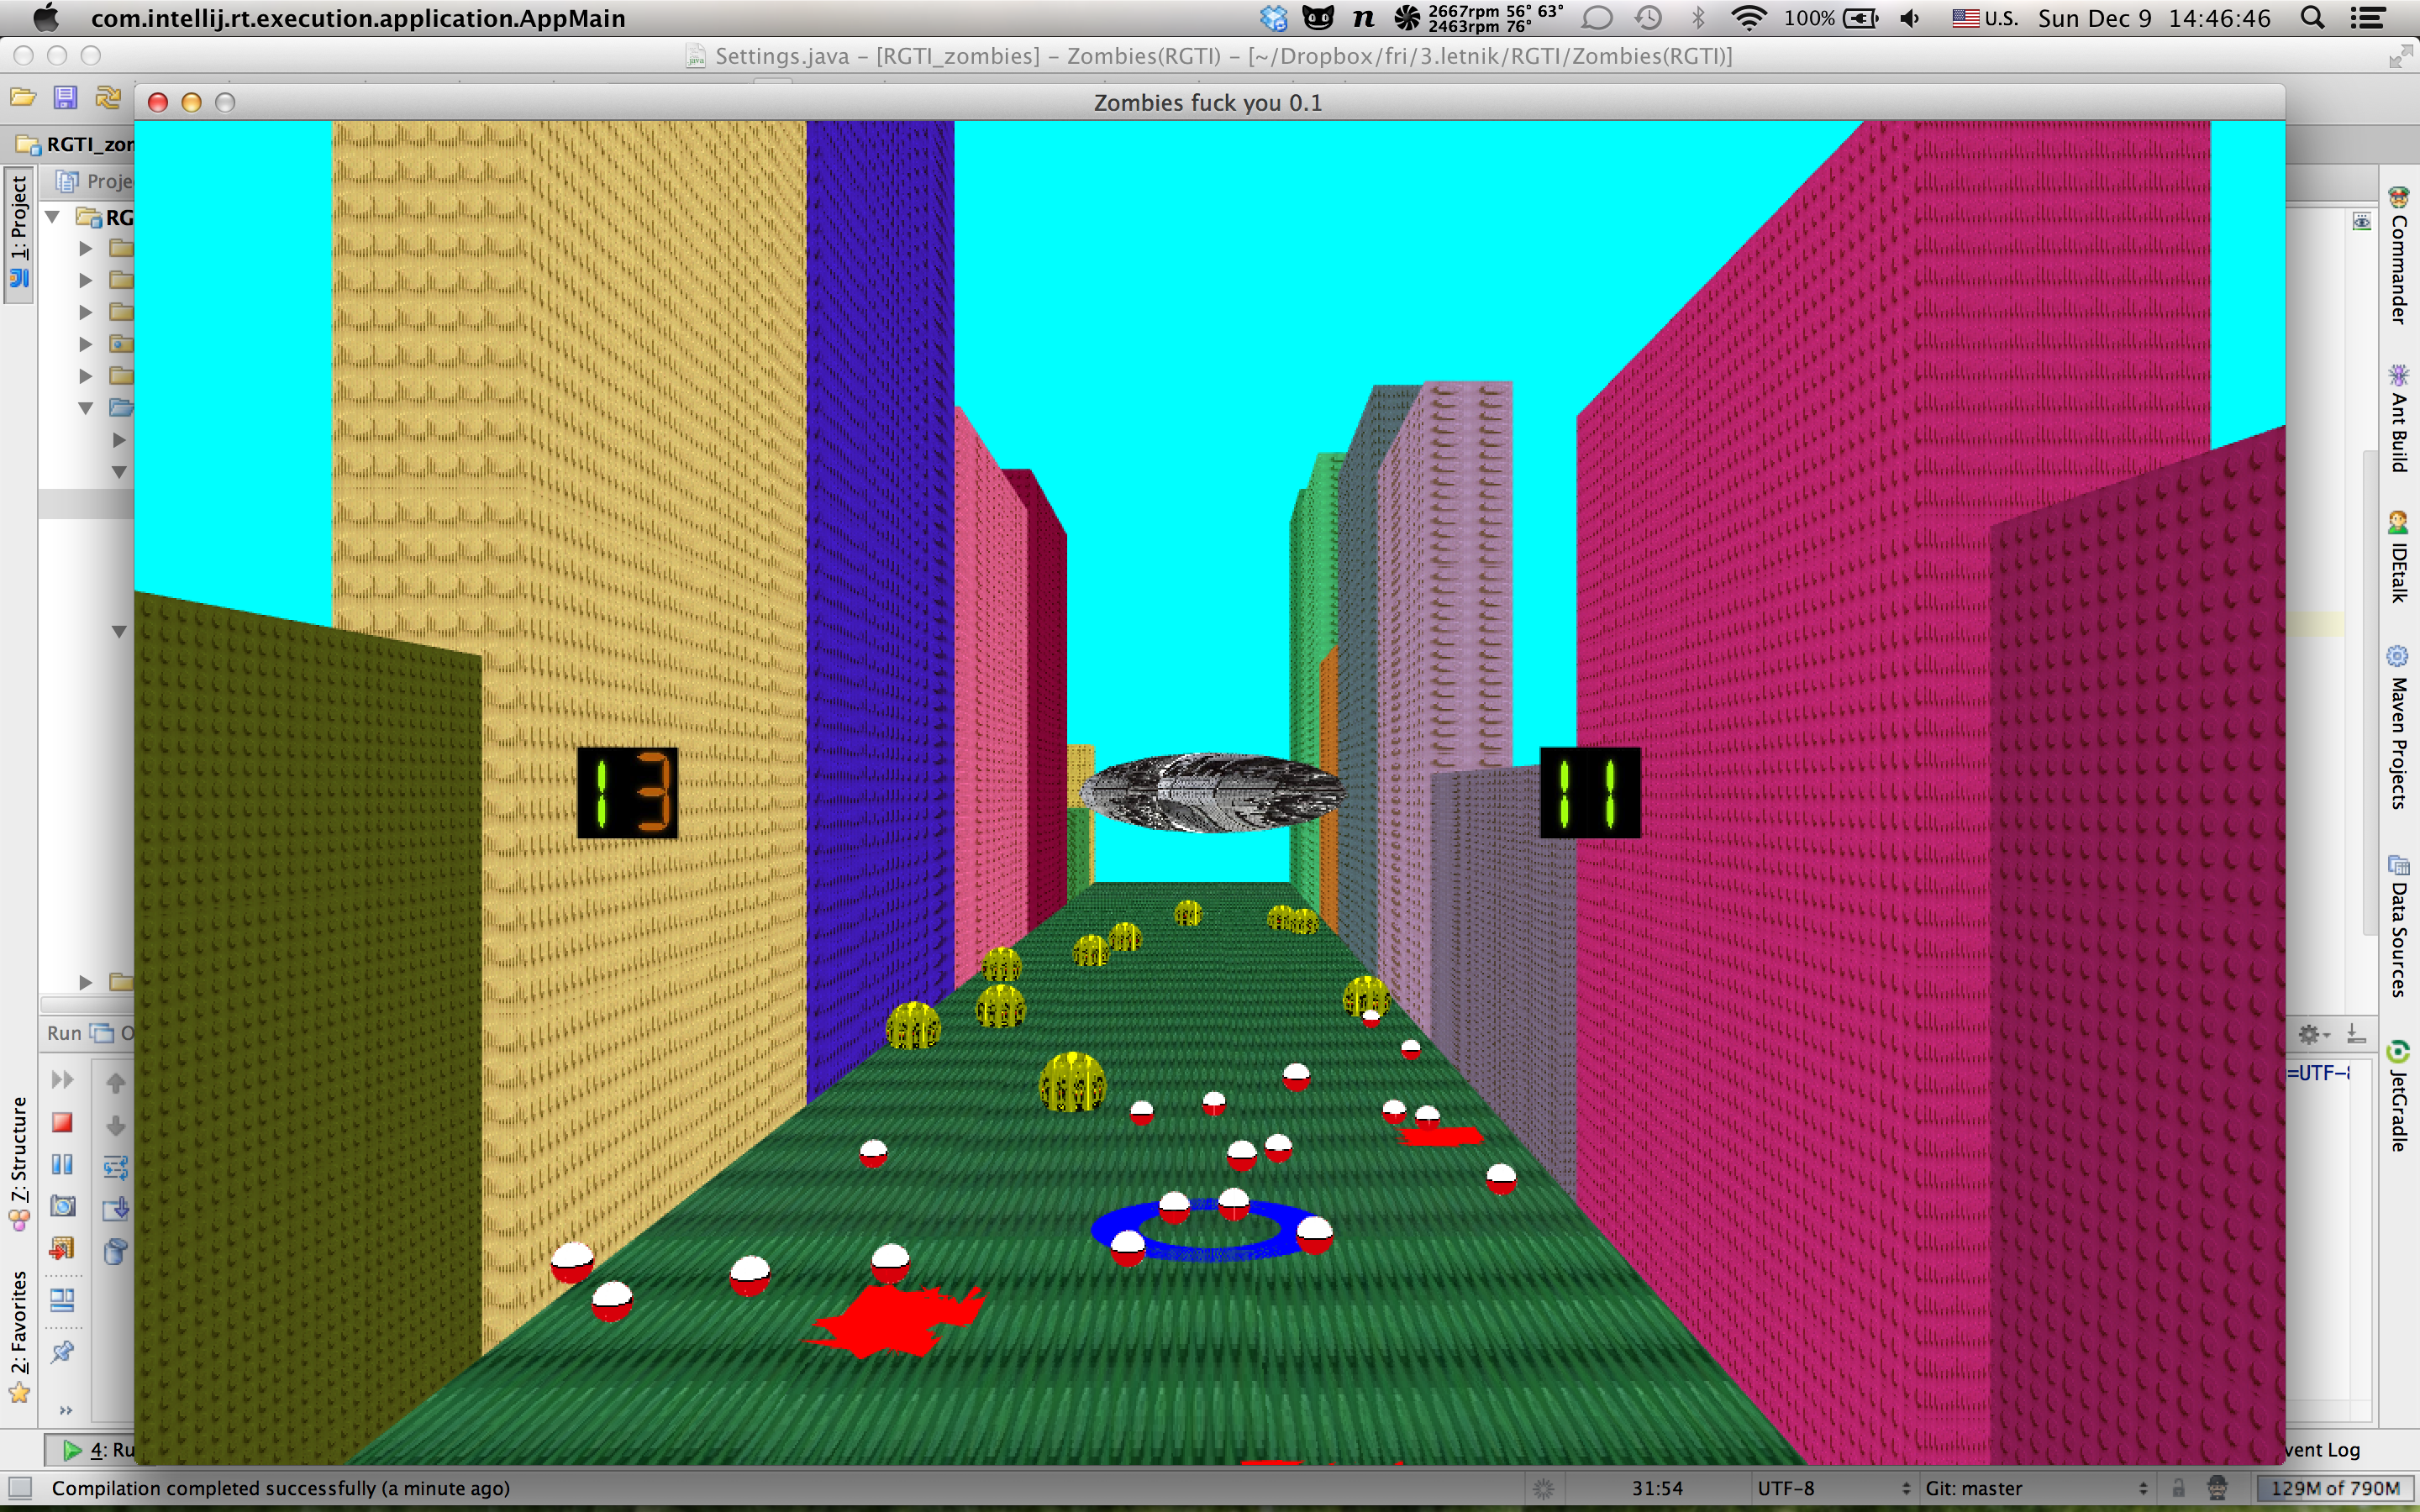 com.intellij.rt.execution.application.AppMain
2667rpm 56° 63°
2463rpm 76°
100%
U.S.
Sun Dec 9 14:46:46
Settings.java – [RGTI_zombies] – Zombies(RGTI) – [~/Dropbox/fri/3.letnik/RGTI/Zombies(RGTI)]
Zombies fuck you 0.1
RGTI_zor
1: Project
Proje
RG
13
11
Commander
Ant Build
IDEtalk
Maven Projects
Data Sources
JetGradle
Run
O
=UTF-8
7: Structure
2: Favorites
4: Ru
vent Log
Compilation completed successfully (a minute ago)
31:54
UTF-8
Git: master
129M of 790M